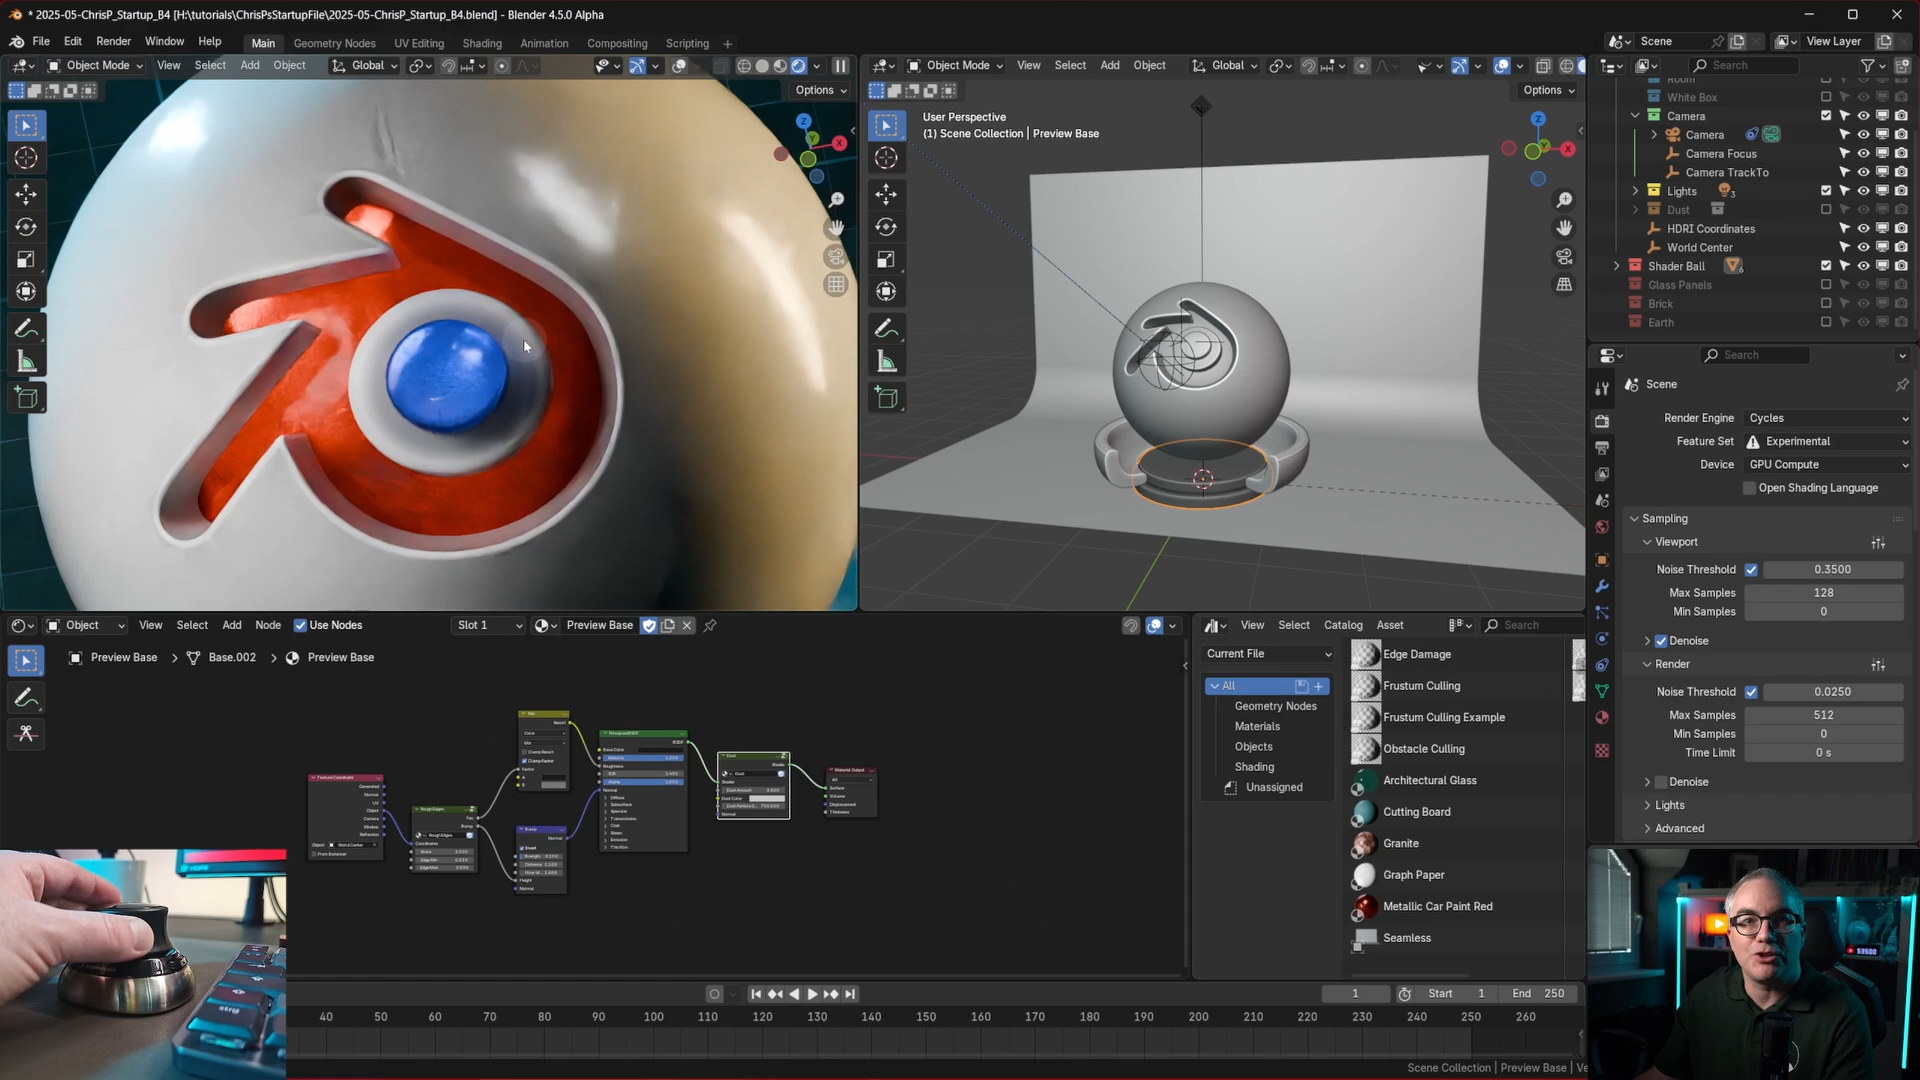 * 2025-05-ChrisP_Startup_B4 [H:\tutorials\ChrisPsStartupFile\2025-05-ChrisP_Startup_B4.blend] - Blender 4.5.0 Alpha
File Edit Render Window Help Main Geometry Nodes UV Editing Shading Animation Compositing Scripting +
Scene View Layer
Object Mode View Select Add Object Global
Object Mode View Select Add Object Global
Search
Options
Options
User Perspective
(1) Scene Collection | Preview Base
White Box
Camera
Camera
Camera Focus
Camera TrackTo
Lights
Dust
HDRI Coordinates
World Center
Shader Ball
Glass Panels
Brick
Earth
Search
Scene
Render Engine Cycles
Feature Set Experimental
Device GPU Compute
Open Shading Language
Sampling
Viewport
Noise Threshold 0.3500
Max Samples 128
Min Samples 0
Denoise
Render
Noise Threshold 0.0250
Max Samples 512
Min Samples 0
Time Limit 0 s
Denoise
Lights
Advanced
Object View Select Add Node Use Nodes Slot 1 Preview Base
Preview Base > Base.002 > Preview Base
View Select Catalog Asset Search
Current File
All
Geometry Nodes
Materials
Objects
Shading
Unassigned
Edge Damage
Frustum Culling
Frustum Culling Example
Obstacle Culling
Architectural Glass
Cutting Board
Granite
Graph Paper
Metallic Car Paint Red
Seamless
1 Start 1 End 250
40 50 60 70 80 90 100 110 120 130 140 150 160 170 180 190 200 210 220 230 240 250 260
Scene Collection | Preview Base | Ve